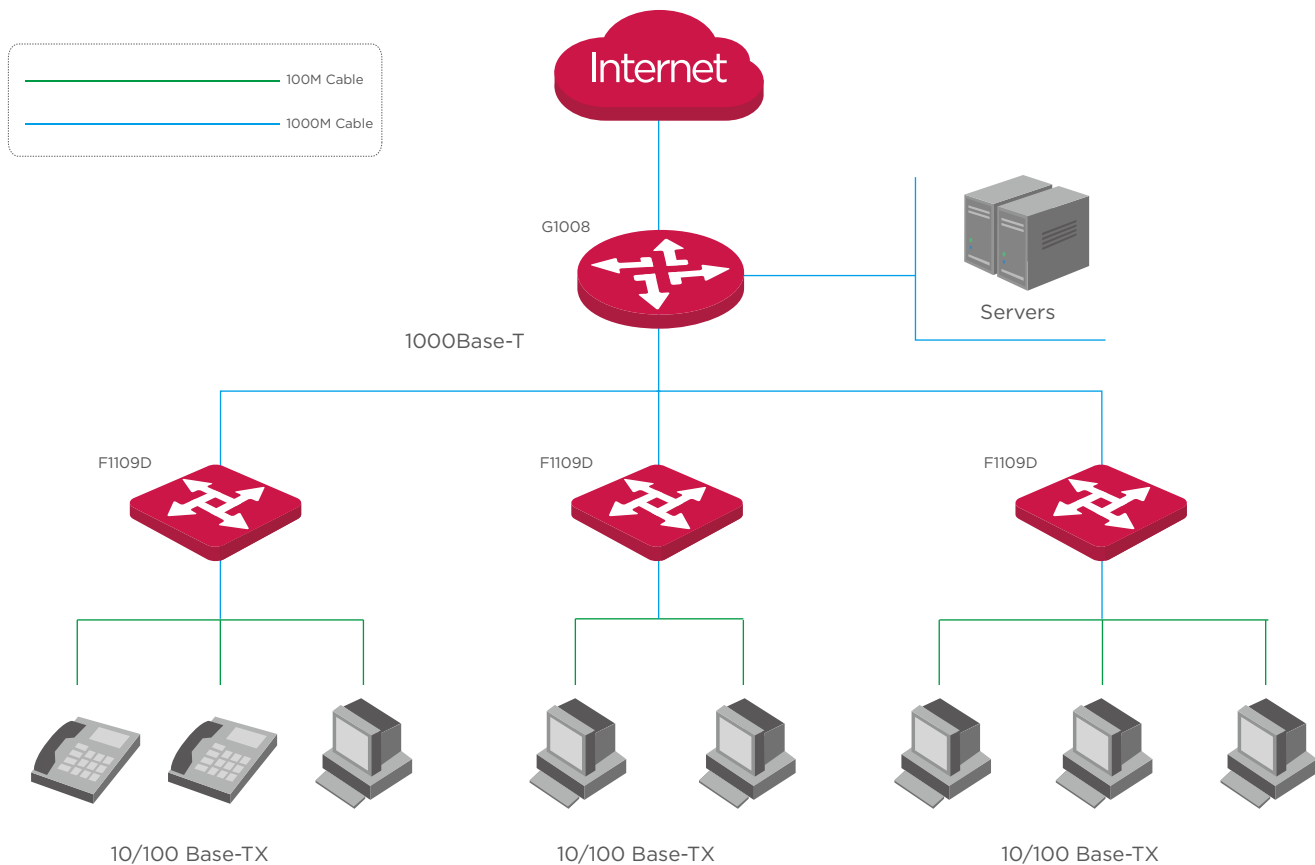 100M Cable
1000M Cable
Internet
G1008
Servers
1000Base-T
F1109D
F1109D
F1109D
10/100 Base-TX
10/100 Base-TX
10/100 Base-TX